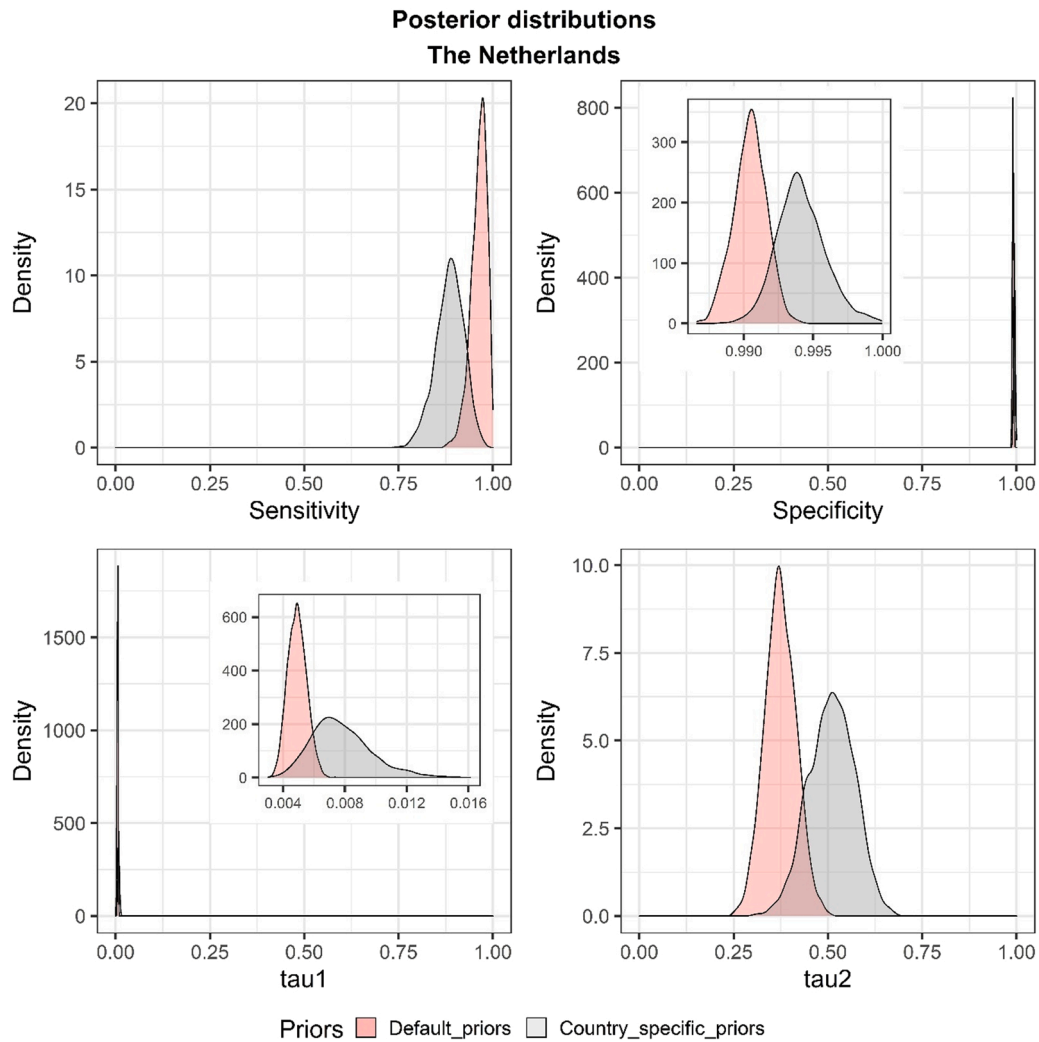 Posterior distributions
The Netherlands
Density
20
15
10
5
0
0.00 0.25 0.50 0.75 1.00
Sensitivity
Density
800
600
400
200
0
300
200
100
0
0.990 0.995 1.000
0.00 0.25 0.50 0.75 1.00
Specificity
Density
1500
1000
500
0
600
400
200
0
0.004 0.008 0.012 0.016
0.00 0.25 0.50 0.75 1.00
tau1
Density
10.0
7.5
5.0
2.5
0.0
0.00 0.25 0.50 0.75 1.00
tau2
Priors Default_priors Country_specific_priors